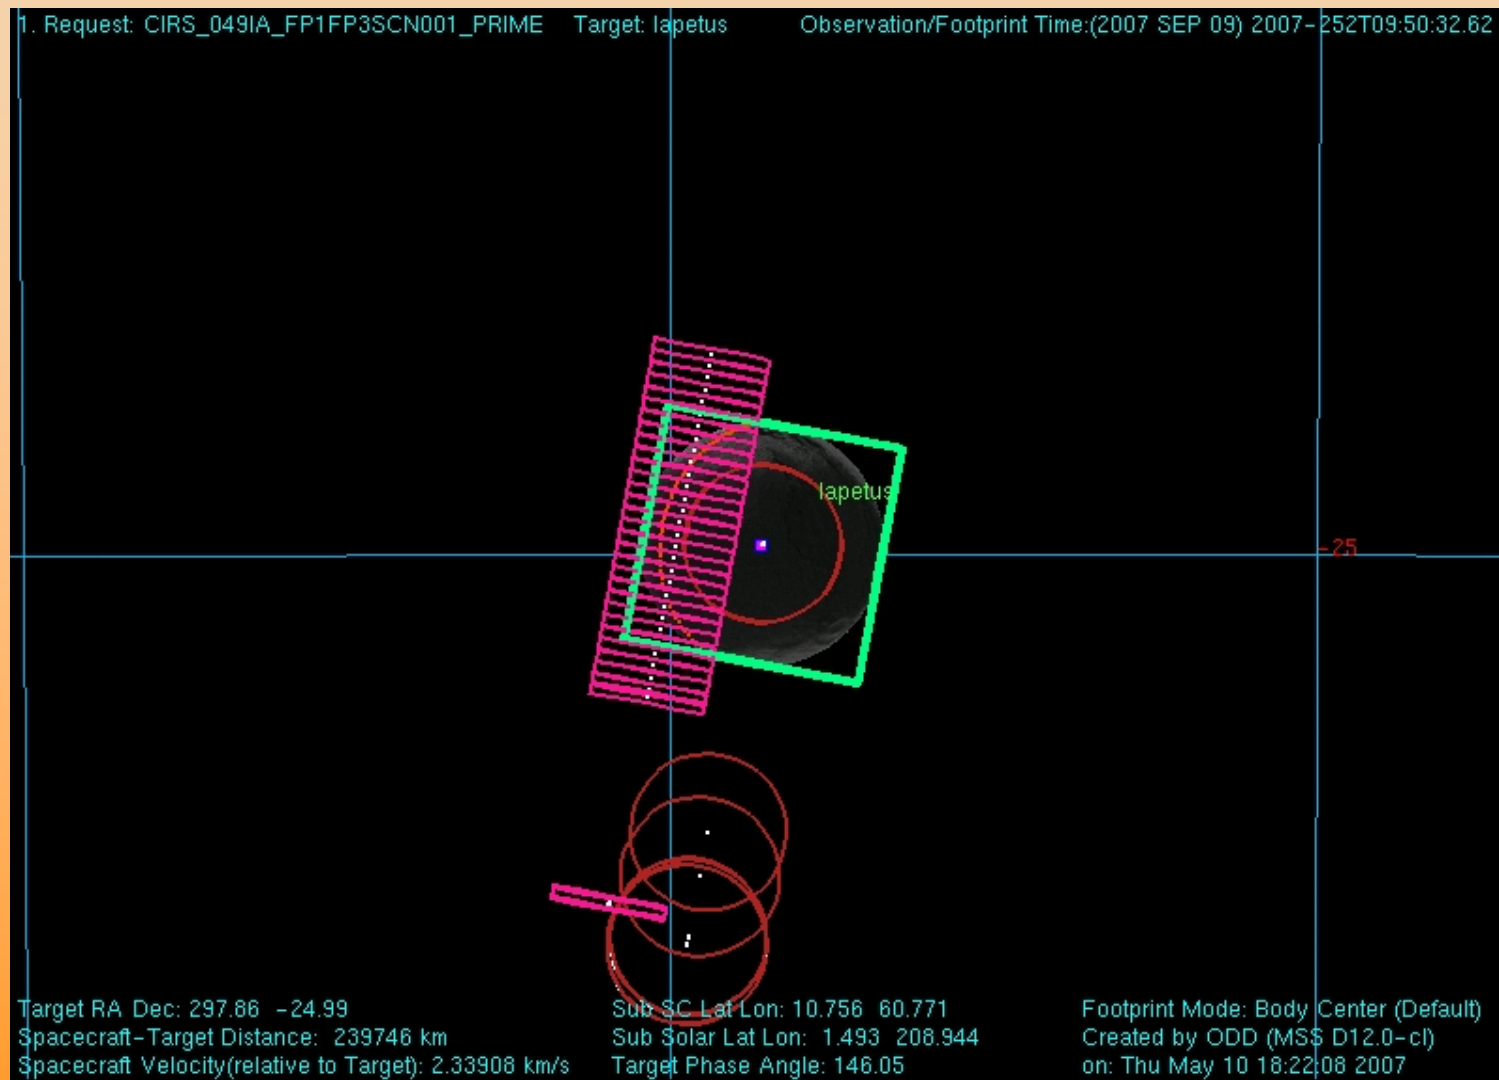 1. Request: CIRS_049IA_FP1FP3SCN001_PRIME Target: Iapetus Observation/Footprint Time:(2007 SEP 09) 2007-252T09:50:32.62
Iapetus
-25
Target RA Dec: 297.86 -24.99 Sub SC Lat Lon: 10.756 60.771 Footprint Mode: Body Center (Default)
Spacecraft-Target Distance: 239746 km Sub Solar Lat Lon: 1.493 208.944 Created by ODD (MSS D12.0-cl)
Spacecraft Velocity(relative to Target): 2.33908 km/s Target Phase Angle: 146.05 on: Thu May 10 18:22:08 2007